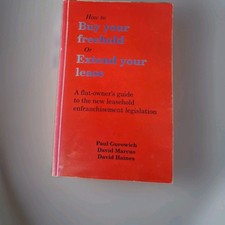 How to
Buy your
freehold
Or
Extend your
lease
A flat-owner's guide
to the new leasehold
enfranchisement legislation
Paul
David Marcus
David Haines